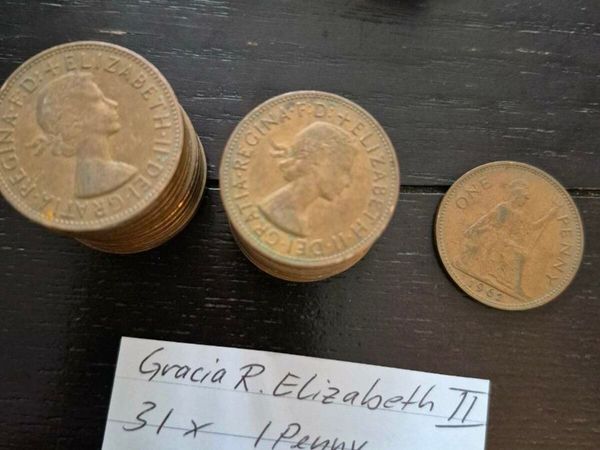 +ELIZABETH·II·DEI·GRATIA·REGINA·F:D:
+ELIZABETH·II·DEI·GRATIA·REGINA·F:D:
ONE PENNY
Gracia R. Elizabeth II
31 x 1 Penny